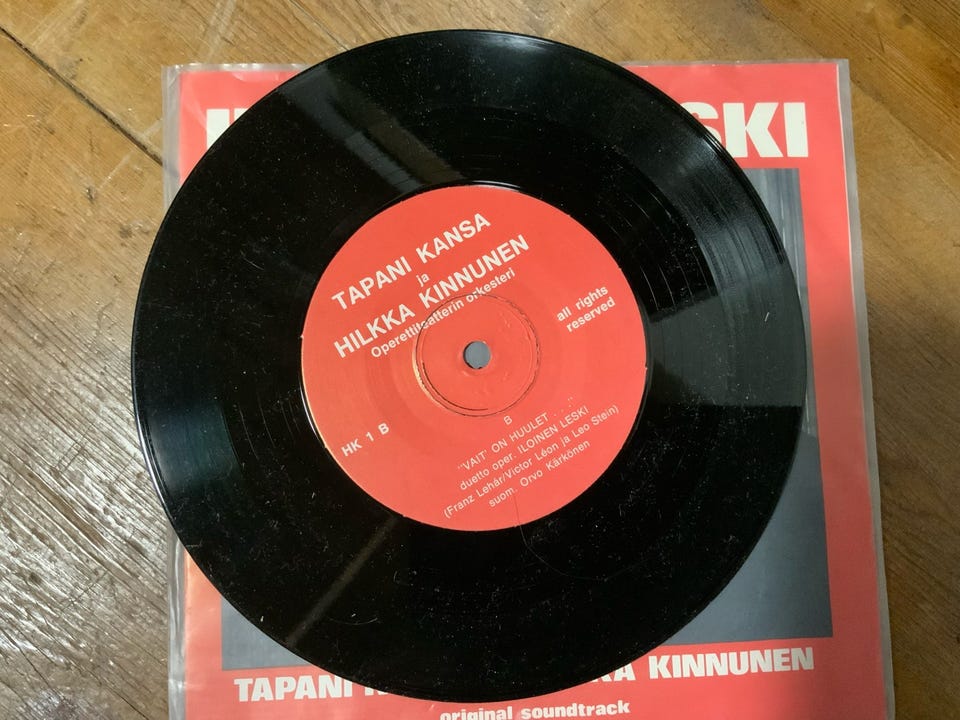 SKI
TAPANI KANSA
ja
HILKKA KINNUNEN
Operettiteatterin orkesteri
all rights
reserved
HK 1 B
B
"VAIT' ON HUULET . . ."
duetto oper. ILOINEN LESKI
(Franz Lehár/Victor Léon ja Leo Stein)
suom. Orvo Kärkönen
TAPANI KINNUNEN
original soundtrack